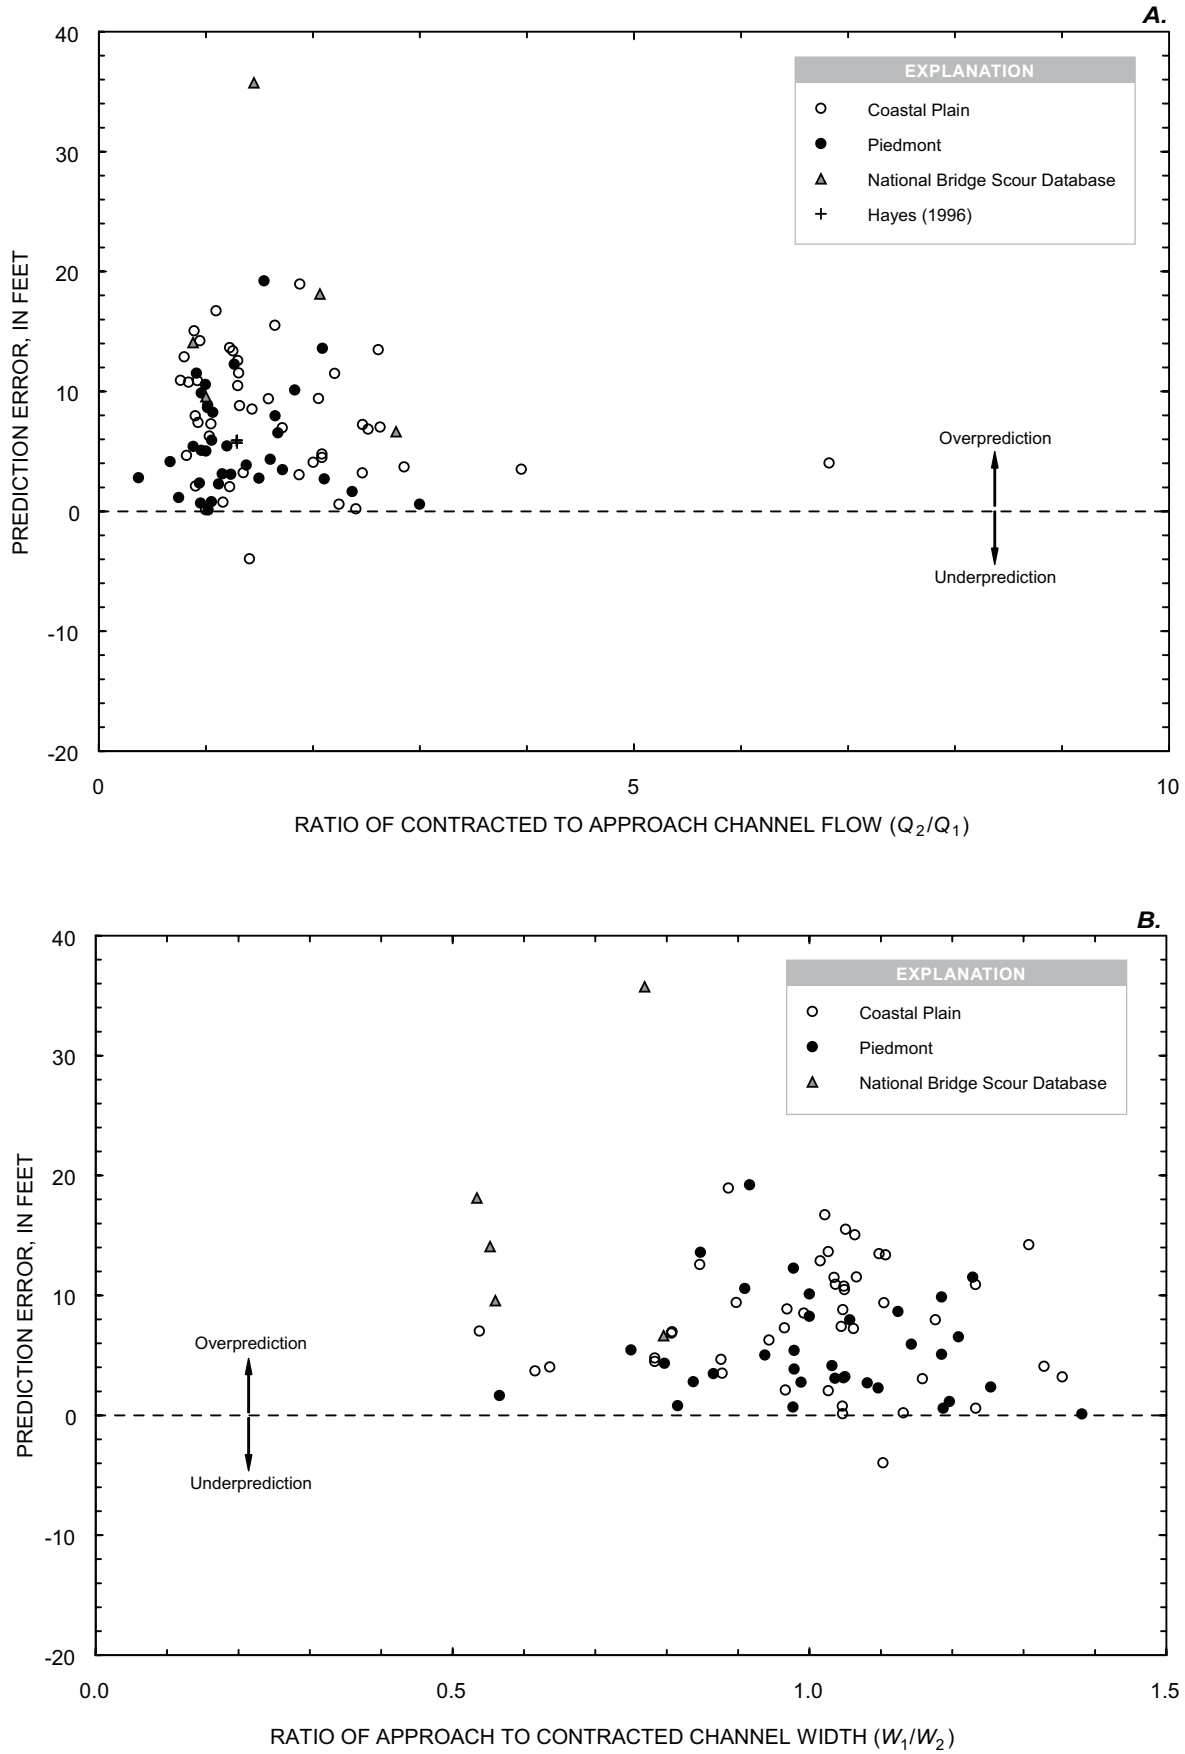 A.
40
30
20
10
0
-10
-20
PREDICTION ERROR, IN FEET
EXPLANATION
Coastal Plain
Piedmont
National Bridge Scour Database
Hayes (1996)
Overprediction
Underprediction
0
5
10
RATIO OF CONTRACTED TO APPROACH CHANNEL FLOW (Q2/Q1)
B.
40
30
20
10
0
-10
-20
PREDICTION ERROR, IN FEET
EXPLANATION
Coastal Plain
Piedmont
National Bridge Scour Database
Overprediction
Underprediction
0.0
0.5
1.0
1.5
RATIO OF APPROACH TO CONTRACTED CHANNEL WIDTH (W1/W2)